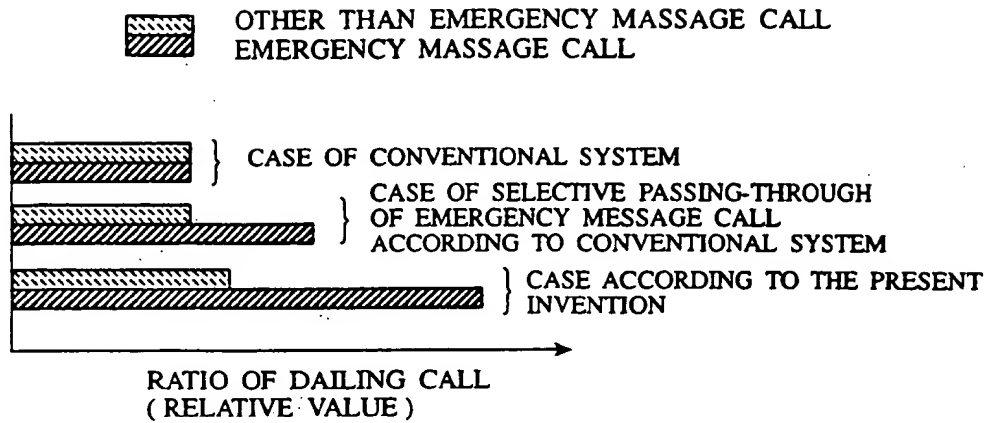 OTHER THAN EMERGENCY MASSAGE CALL
EMERGENCY MASSAGE CALL
CASE OF CONVENTIONAL SYSTEM
CASE OF SELECTIVE PASSING-THROUGH
OF EMERGENCY MESSAGE CALL
ACCORDING TO CONVENTIONAL SYSTEM
CASE ACCORDING TO THE PRESENT
INVENTION
RATIO OF DAILING CALL
( RELATIVE VALUE )